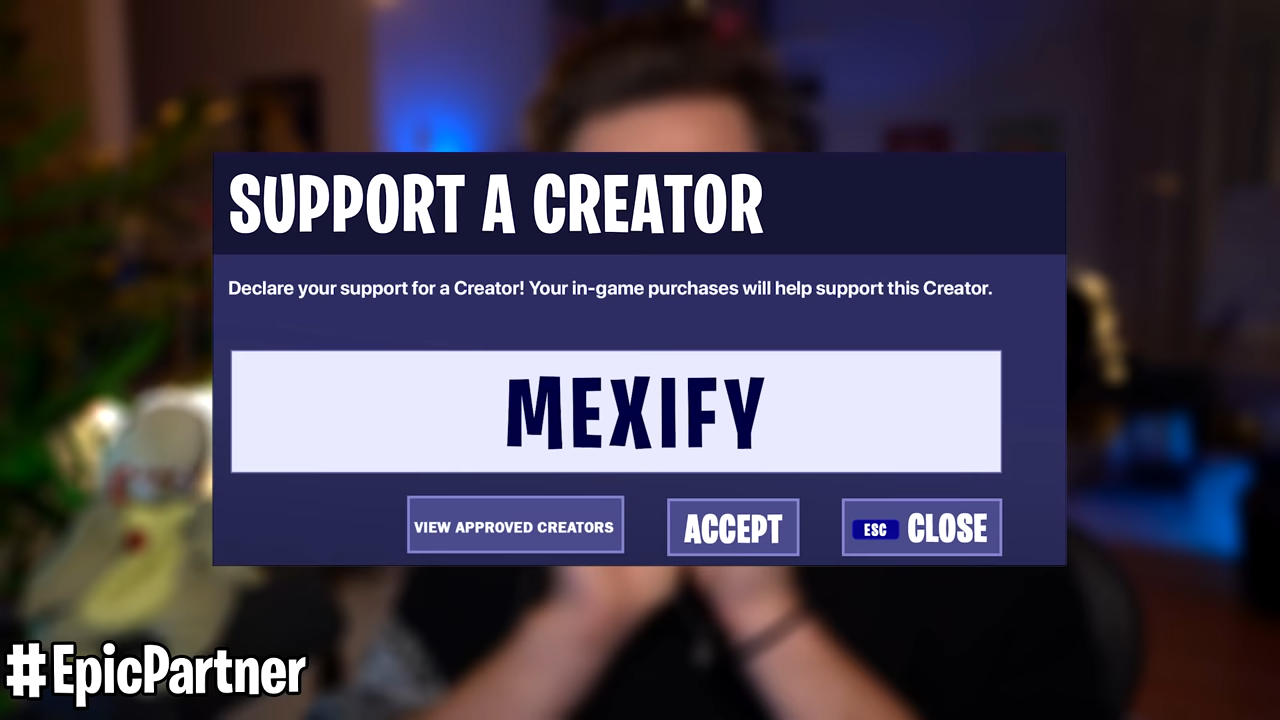 SUPPORT A CREATOR
Declare your support for a Creator! Your in-game purchases will help support this Creator.
MEXIFY
VIEW APPROVED CREATORS
ACCEPT
ESC CLOSE
#EpicPartner